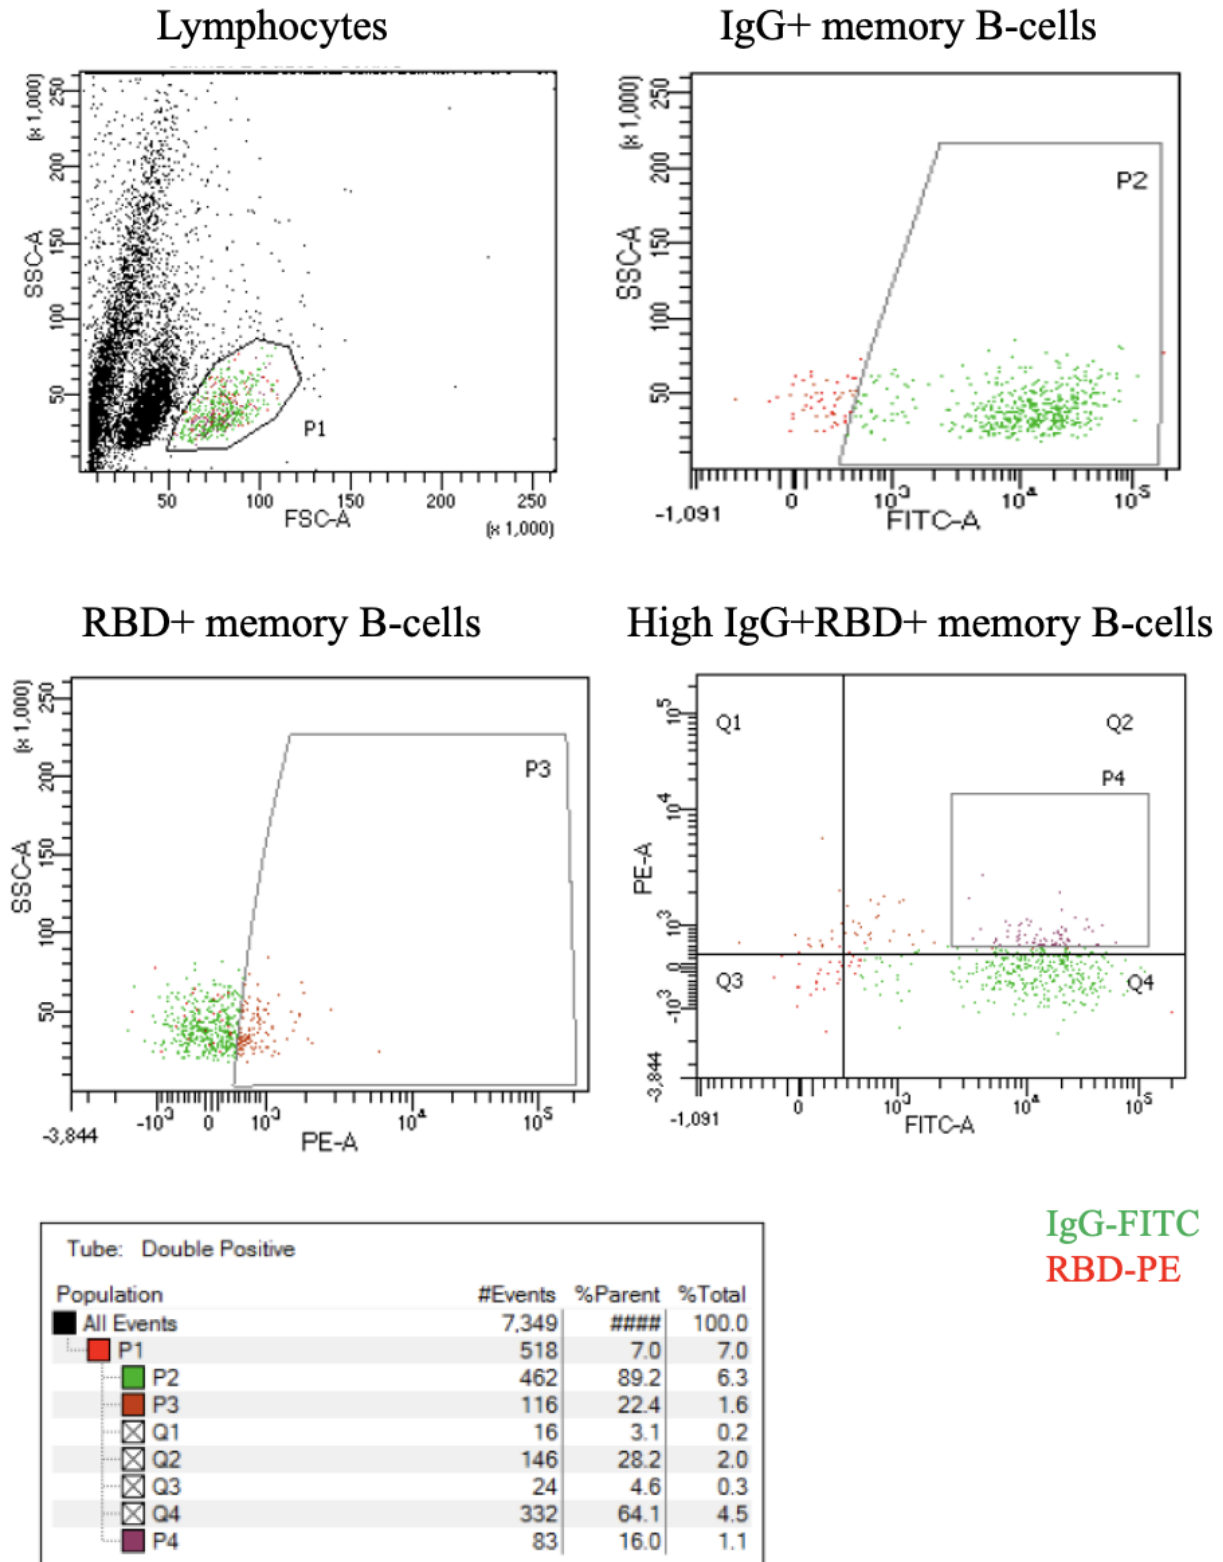 Lymphocytes
(x 1,000)
250
200
150
100
50
SSC-A
P1
50 100 150 200 250
FSC-A
(x 1,000)
IgG+ memory B-cells
(x 1,000)
250
200
150
100
50
SSC-A
P2
-1,091
0 10³ 10⁴ 10⁵
FITC-A
RBD+ memory B-cells
(x 1,000)
250
200
150
100
50
SSC-A
P3
-3,844
-10³ 0 10³ 10⁴ 10⁵
PE-A
High IgG+RBD+ memory B-cells
10⁵
10⁴
10³
0
-10³
-3,844
PE-A
Q1 Q2
P4
Q3 Q4
-1,091
0 10³ 10⁴ 10⁵
FITC-A
IgG-FITC
RBD-PE
Tube: Double Positive
Population #Events %Parent %Total
All Events 7,349 #### 100.0
P1 518 7.0 7.0
P2 462 89.2 6.3
P3 116 22.4 1.6
Q1 16 3.1 0.2
Q2 146 28.2 2.0
Q3 24 4.6 0.3
Q4 332 64.1 4.5
P4 83 16.0 1.1